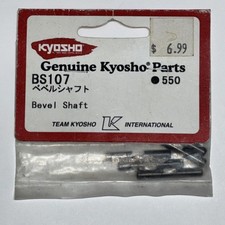 KYOSHO
$ 6.99
Genuine Kyosho Parts
BS107
●550
ベベルシャフト
Bevel Shaft
TEAM KYOSHO K INTERNATIONAL